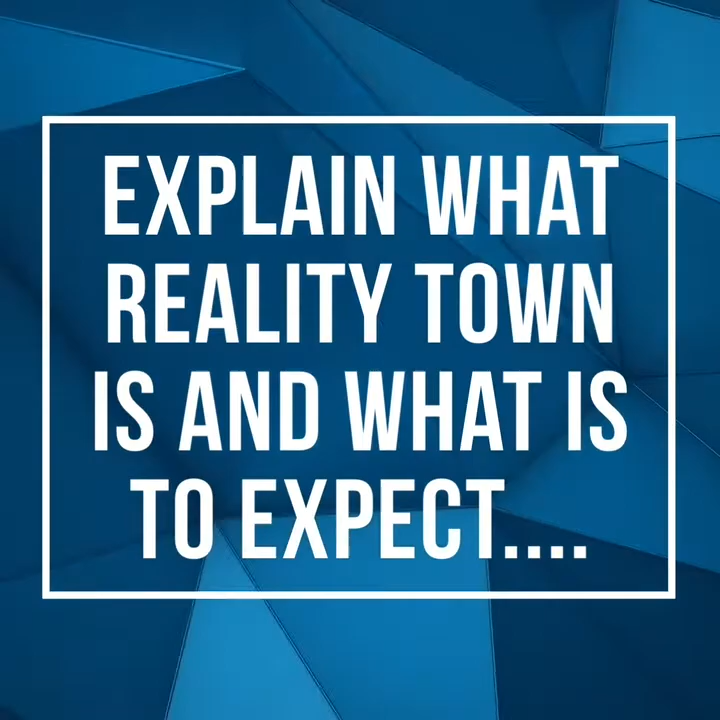 EXPLAIN WHAT
REALITY TOWN
IS AND WHAT IS
TO EXPECT....